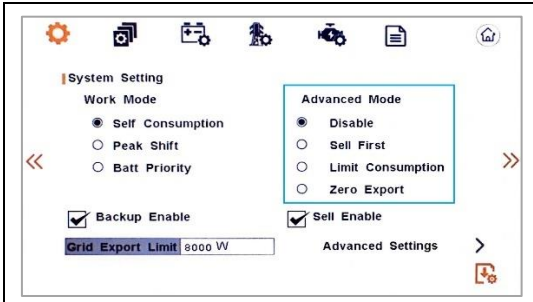 System Setting
Work Mode
Self Consumption
Peak Shift
Batt Priority
Advanced Mode
Disable
Sell First
Limit Consumption
Zero Export
Backup Enable
Sell Enable
Grid Export Limit 8000 W
Advanced Settings